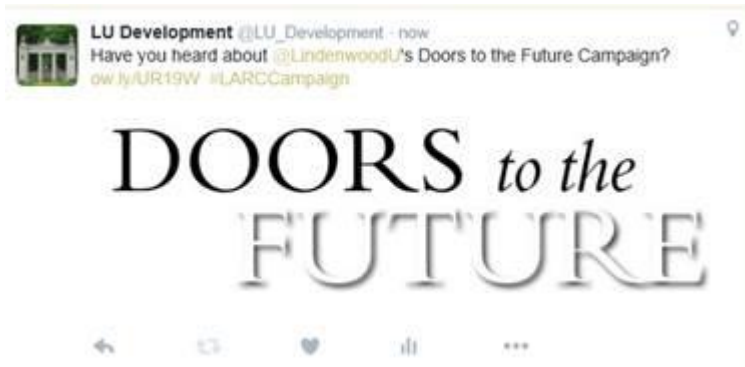 LU Development @LU_Development · now
Have you heard about @LindenwoodU's Doors to the Future Campaign?
ow.ly/UR19W #LARCCampaign
DOORS to the
FUTURE